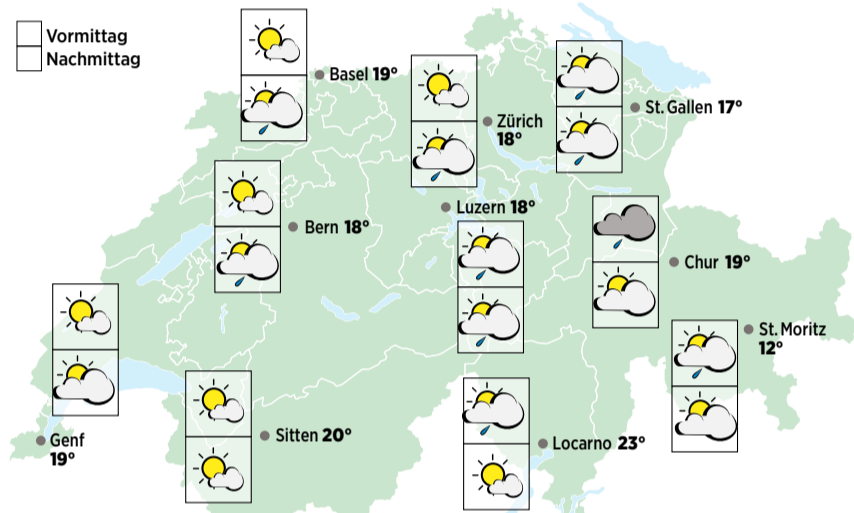 Vormittag
Nachmittag
Basel 19°
Zürich
18°
St. Gallen 17°
Bern 18°
Luzern 18°
Chur 19°
St. Moritz
12°
Genf
19°
Sitten 20°
Locarno 23°